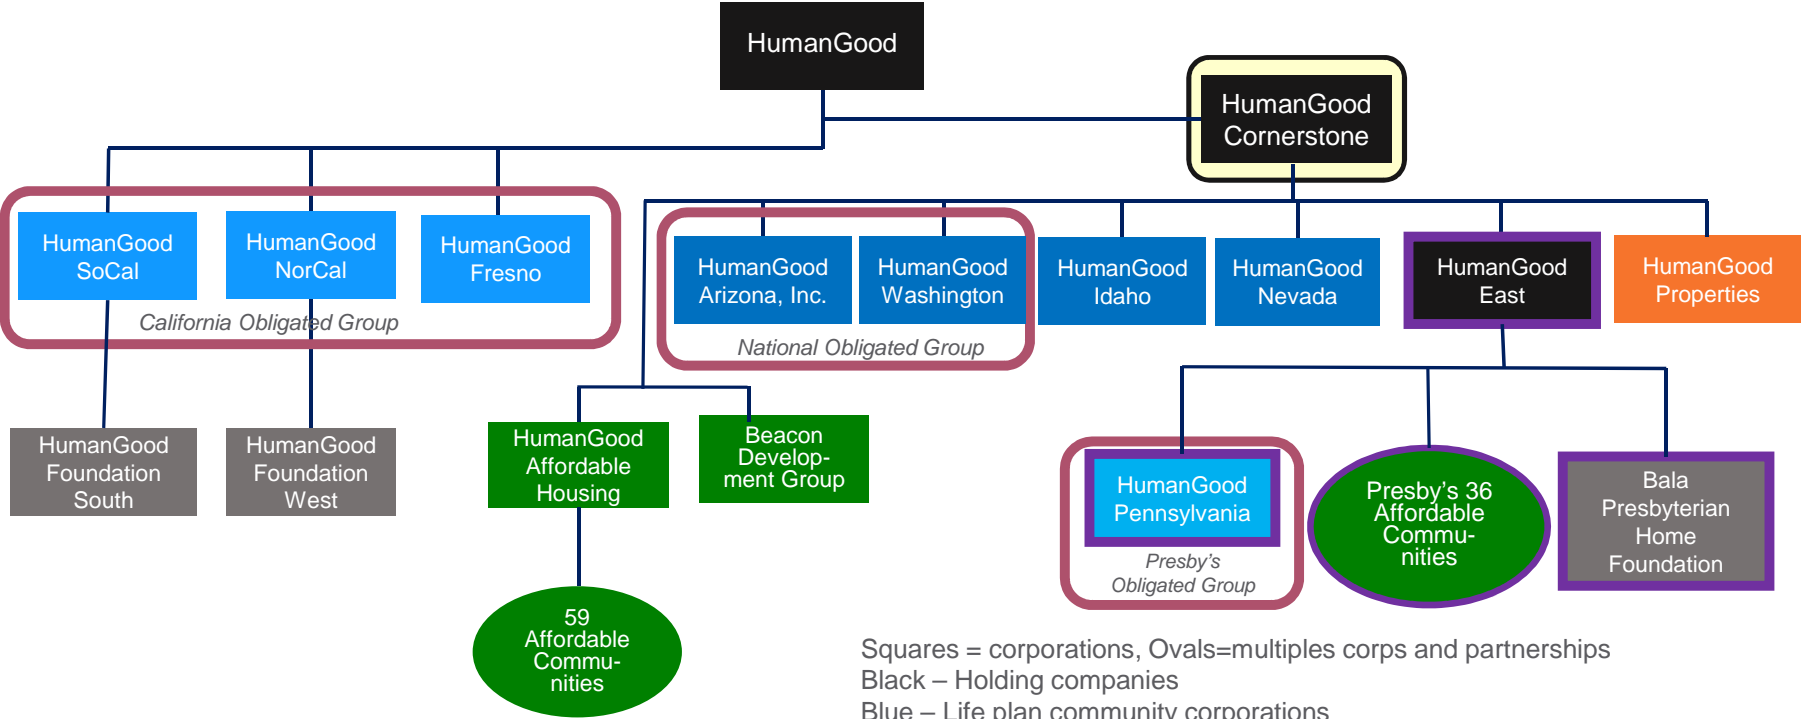 HumanGood
HumanGood
Cornerstone
HumanGood
SoCal
HumanGood
NorCal
HumanGood
Fresno
California Obligated Group
HumanGood
Arizona, Inc.
HumanGood
Washington
National Obligated Group
HumanGood
Idaho
HumanGood
Nevada
HumanGood
East
HumanGood
Properties
HumanGood
Foundation
South
HumanGood
Foundation
West
HumanGood
Affordable
Housing
Beacon
Develop-
ment Group
HumanGood
Pennsylvania
Presby's
Obligated Group
Presby's 36
Affordable
Commu-
nities
Bala
Presbyterian
Home
Foundation
59
Affordable
Commu-
nities
Squares = corporations, Ovals=multiples corps and partnerships
Black – Holding companies
Blue – Life plan community corporations